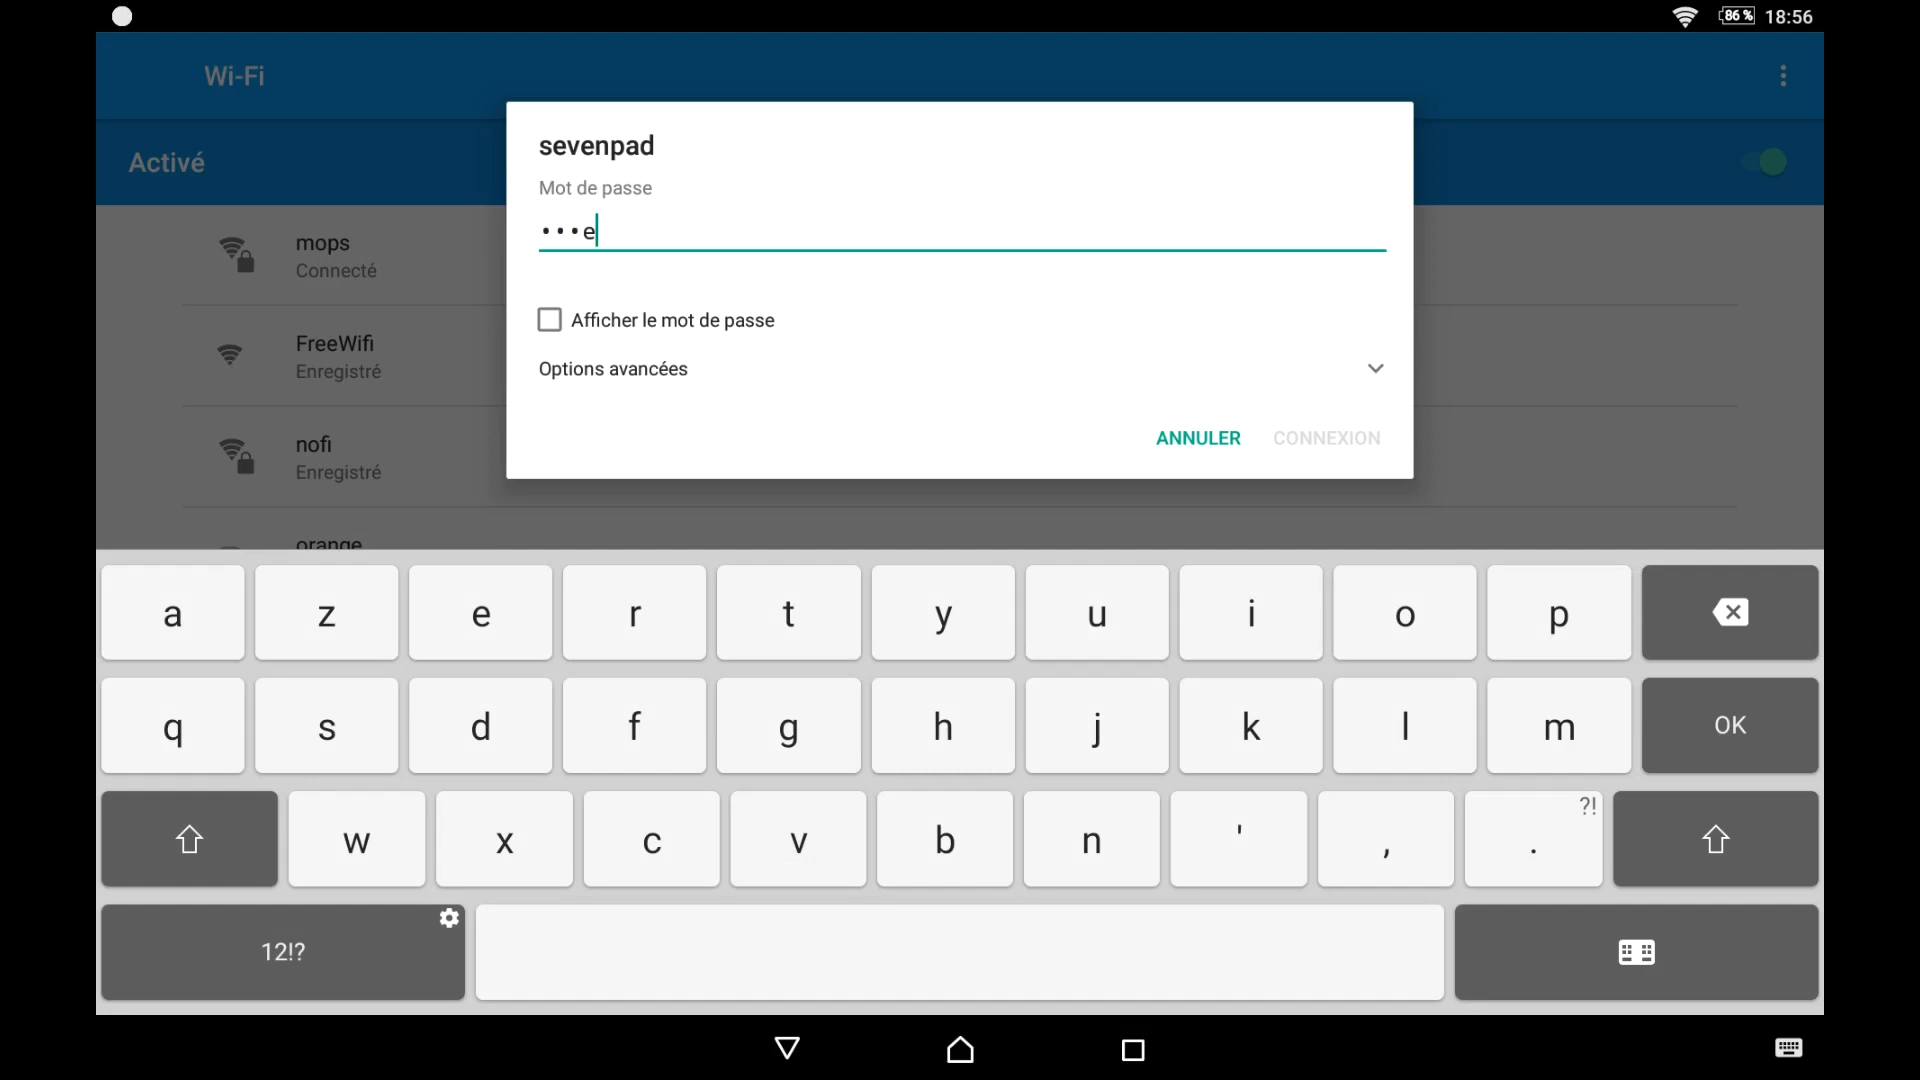 86 % 18:56
Wi-Fi
Activé
sevenpad
Mot de passe
•••e
mops
Connecté
FreeWifi
Enregistré
Afficher le mot de passe
Options avancées
ANNULER CONNEXION
nofi
Enregistré
orange
a z e r t y u i o p
q s d f g h j k l m OK
w x c v b n ' , . ?!
12!?